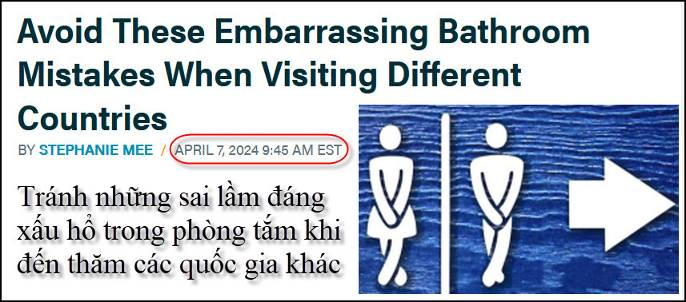 Avoid These Embarrassing Bathroom
Mistakes When Visiting Different
Countries
BY STEPHANIE MEE / APRIL 7, 2024 9:45 AM EST
Tránh những sai lầm đáng
xấu hổ trong phòng tắm khi
đến thăm các quốc gia khác